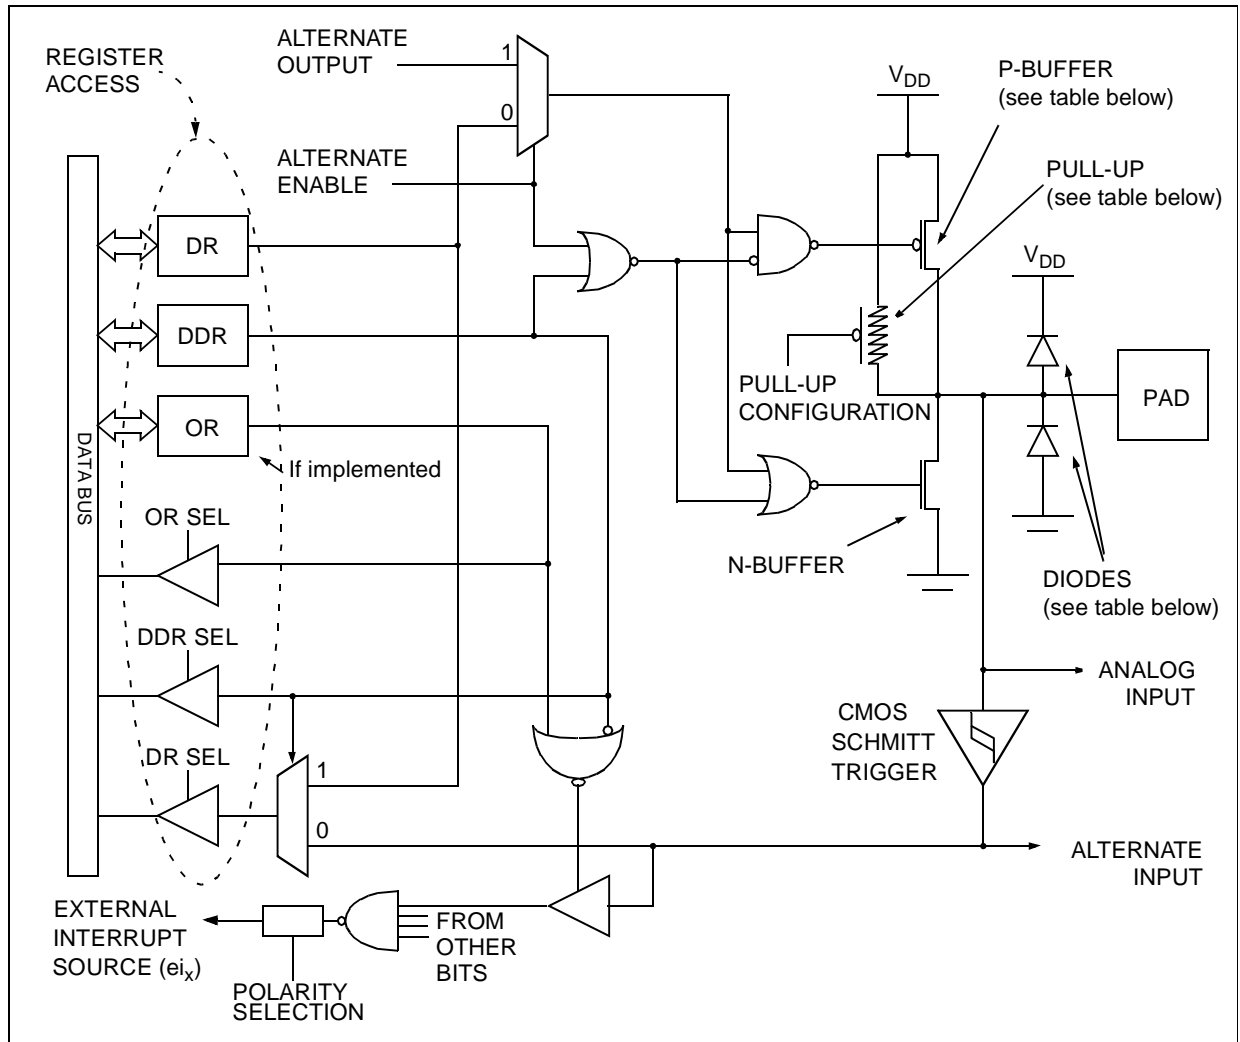 REGISTER
ACCESS
ALTERNATE
OUTPUT
1
0
ALTERNATE
ENABLE
VDD
P-BUFFER
(see table below)
PULL-UP
(see table below)
DR
DDR
OR
If implemented
DATA BUS
PULL-UP
CONFIGURATION
VDD
PAD
N-BUFFER
DIODES
(see table below)
OR SEL
DDR SEL
DR SEL
1
0
CMOS
SCHMITT
TRIGGER
ANALOG
INPUT
ALTERNATE
INPUT
EXTERNAL
INTERRUPT
SOURCE (eix)
FROM
OTHER
BITS
POLARITY
SELECTION